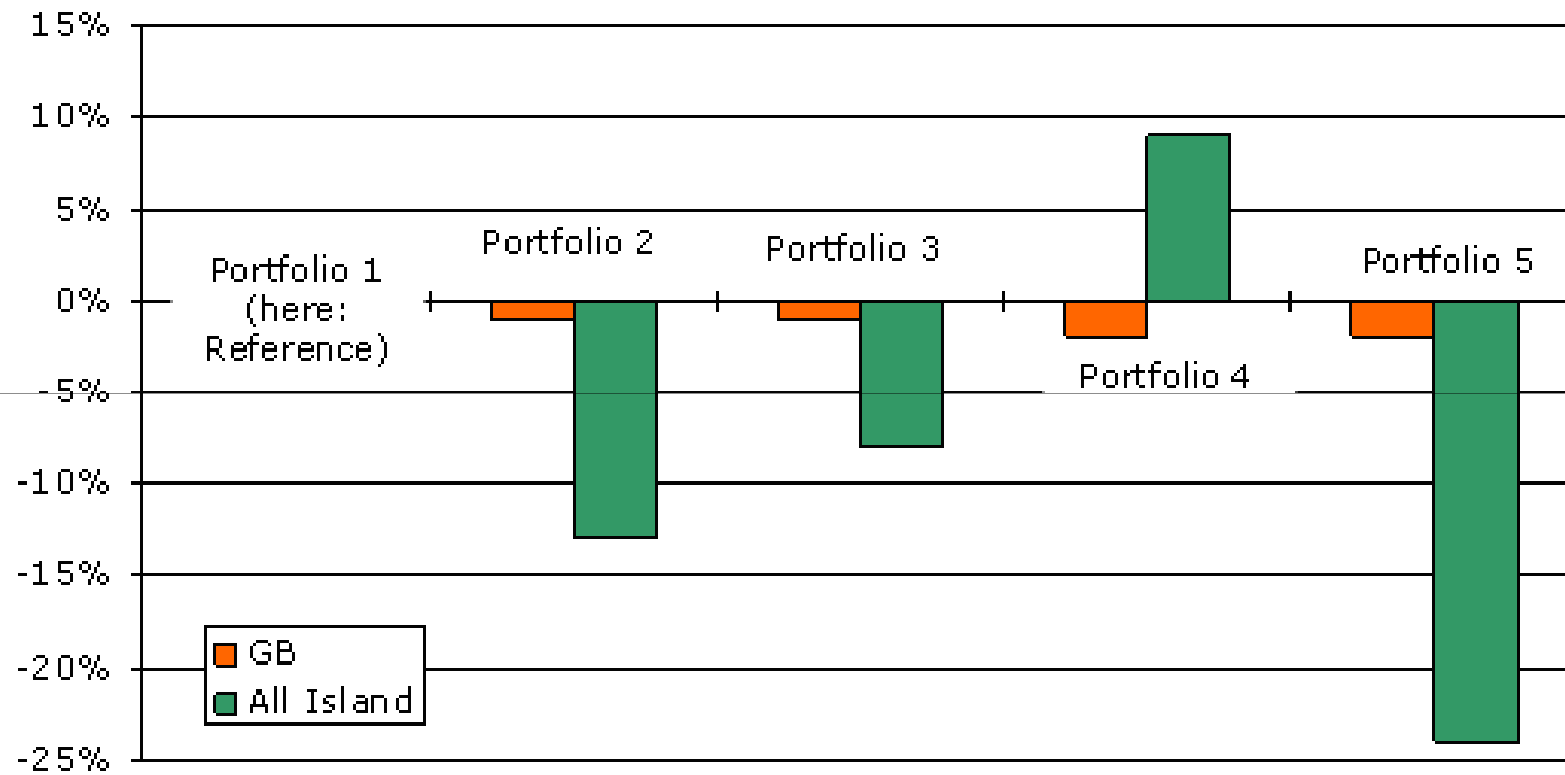 15%
10%
5%
0%
-5%
-10%
-15%
-20%
-25%
Portfolio 1
(here:
Reference)
Portfolio 2
Portfolio 3
Portfolio 4
Portfolio 5
GB
All Island